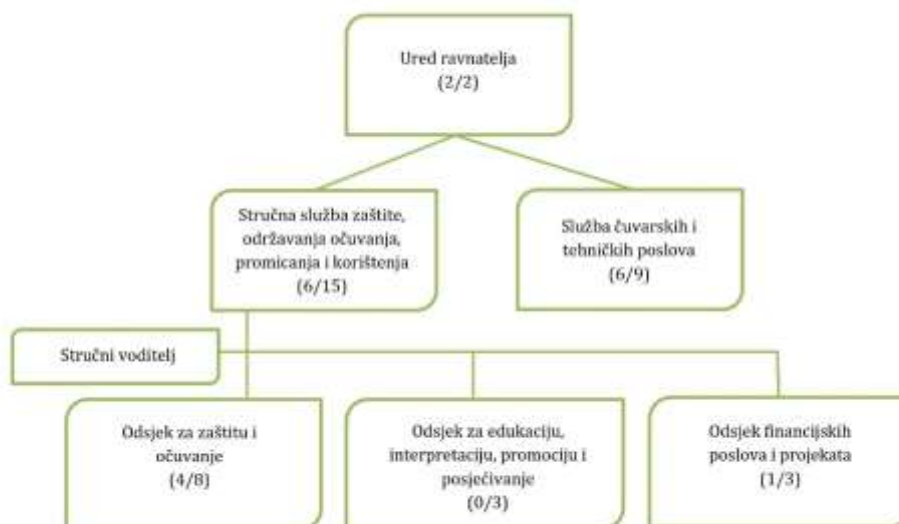 Ured ravnatelja
(2/2)
Stručna služba zaštite,
održavanja očuvanja,
promicanja i korištenja
(6/15)
Služba čuvarskih i
tehničkih poslova
(6/9)
Stručni voditelj
Odsjek za zaštitu i
očuvanje
(4/8)
Odsjek za edukaciju,
interpretaciju, promociju i
posjećivanje
(0/3)
Odsjek financijskih
poslova i projekata
(1/3)